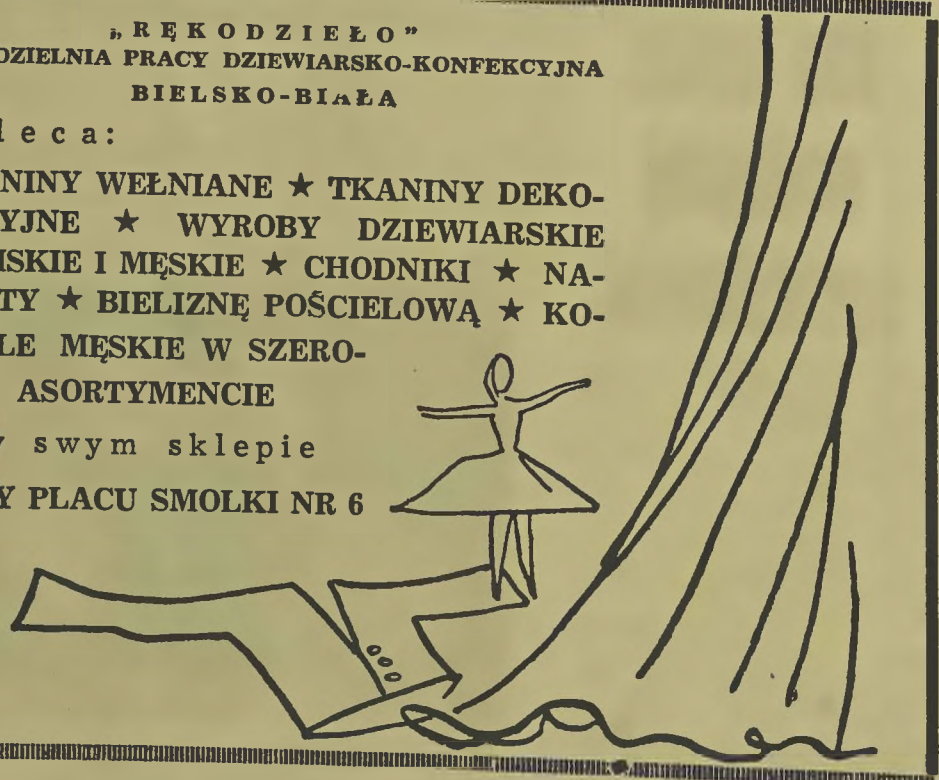 „RĘKODZIEŁO”
DZIELNIA PRACY DZIEWIARSKO-KONFEKCYJNA
BIELSKO-BIAŁA
leca:
NINY WEŁNIANE ★ TKANINY DEKO-
YJNE ★ WYROBY DZIEWIARSKIE
SKIE I MĘSKIE ★ CHODNIKI ★ NA-
TY ★ BIELIZNĘ POŚCIELOWĄ ★ KO-
LE MĘSKIE W SZERO-
ASORTYMENCIE
swym sklepie
Y PLACU SMOLKI NR 6